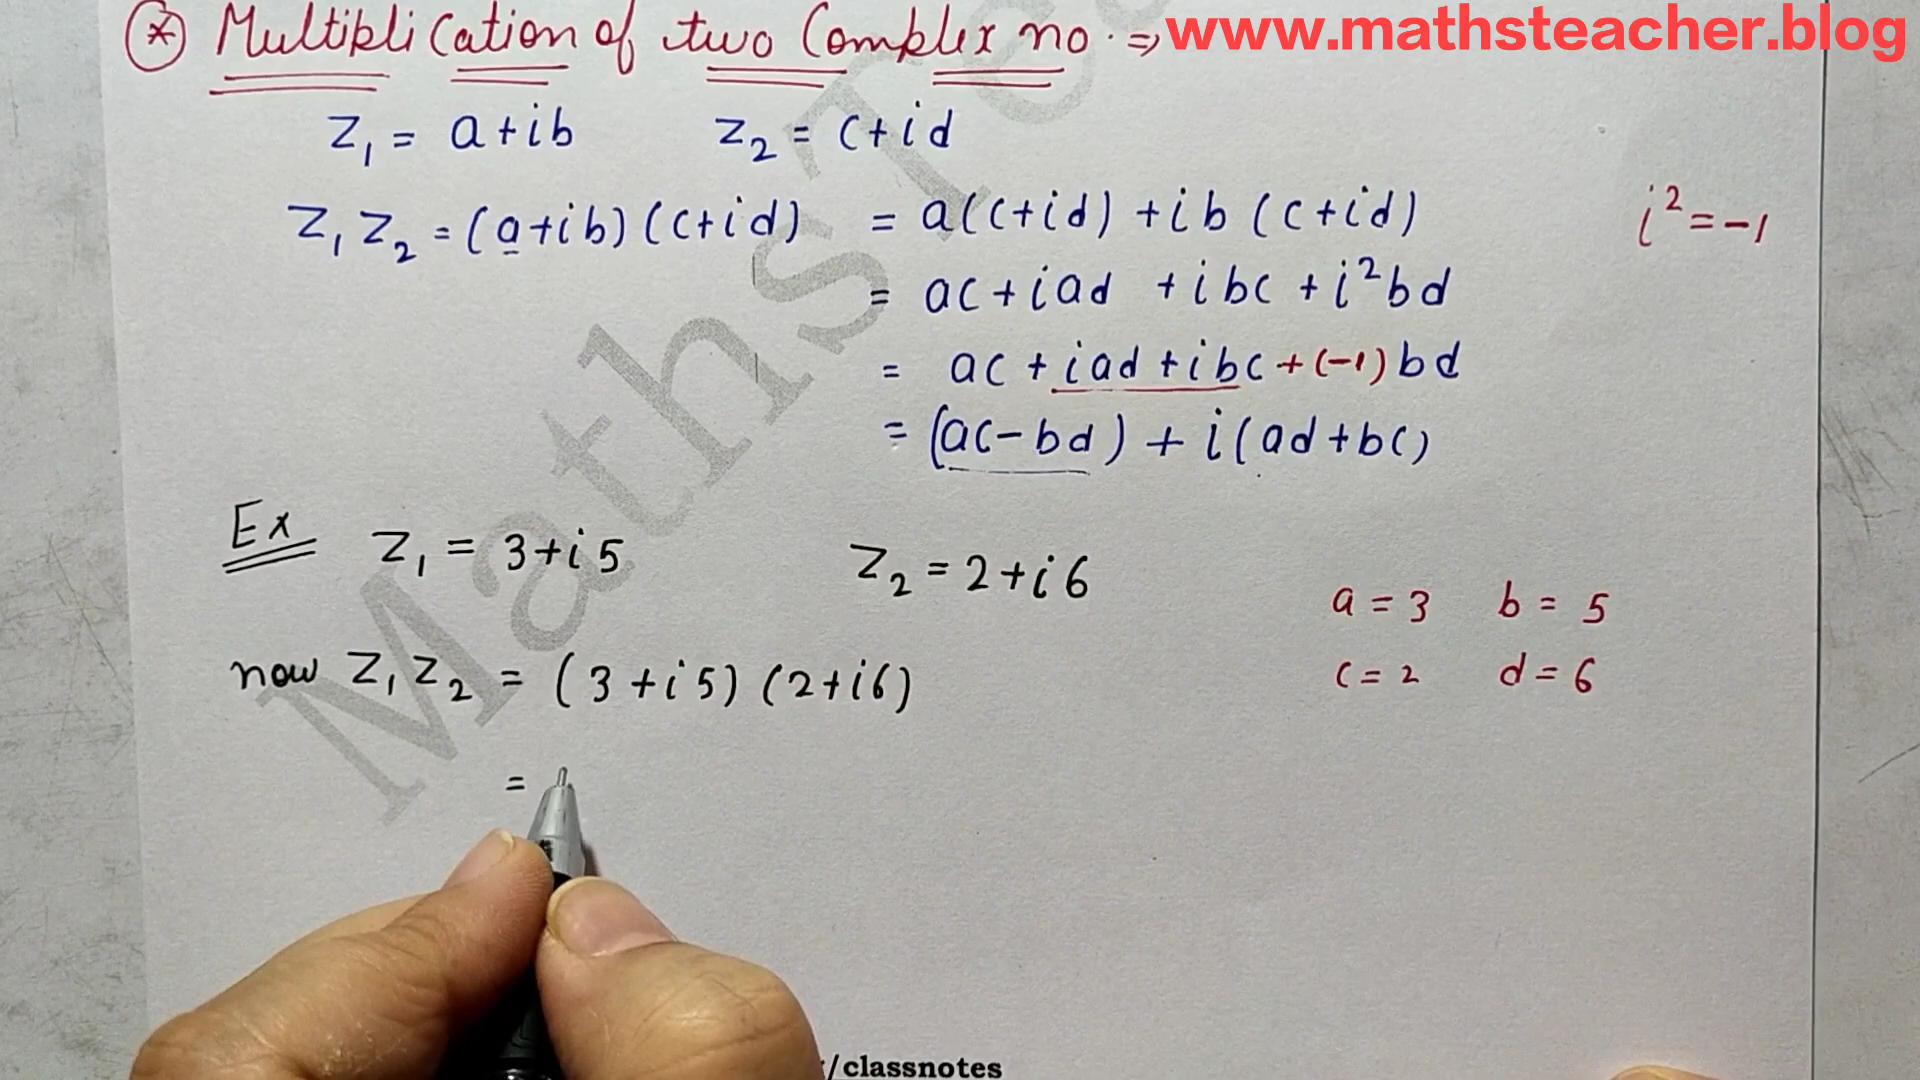 www.mathsteacher.blog
* Multiplication of two Complex no. ⇒
z₁ = a+ib z₂ = c+id
z₁z₂ = (a+ib)(c+id) = a(c+id) + ib(c+id)
i² = -1
= ac + iad + ibc + i²bd
= ac + iad + ibc + (-1)bd
= (ac-bd) + i(ad+bc)
Ex z₁ = 3+i5 z₂ = 2+i6
a = 3 b = 5
now z₁z₂ = (3+i5)(2+i6)
c = 2 d = 6
=
/classnotes
Maths Te